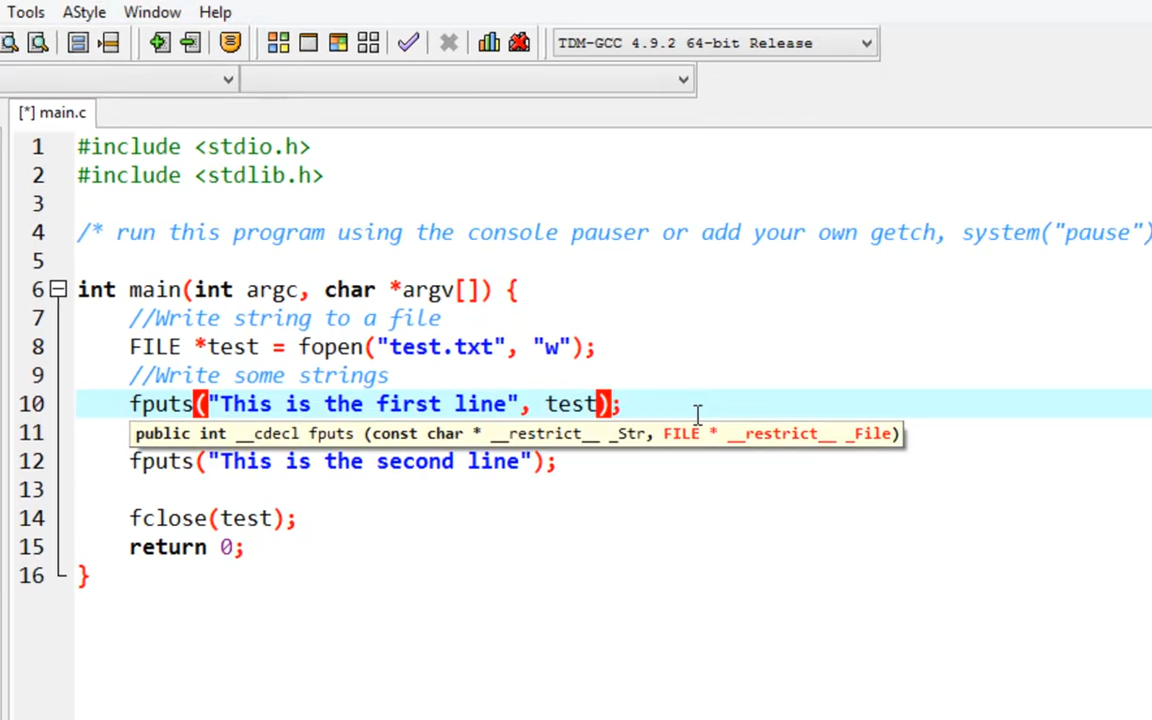 Tools AStyle Window Help
TDM-GCC 4.9.2 64-bit Release
[*] main.c
1 #include <stdio.h>
2 #include <stdlib.h>
3
4 /* run this program using the console pauser or add your own getch, system("pause")
5
6 int main(int argc, char *argv[]) {
7 //Write string to a file
8 FILE *test = fopen("test.txt", "w");
9 //Write some strings
10 fputs("This is the first line", test);
11 public int __cdecl fputs (const char * __restrict__ _Str, FILE * __restrict__ _File)
12 fputs("This is the second line");
13
14 fclose(test);
15 return 0;
16 }